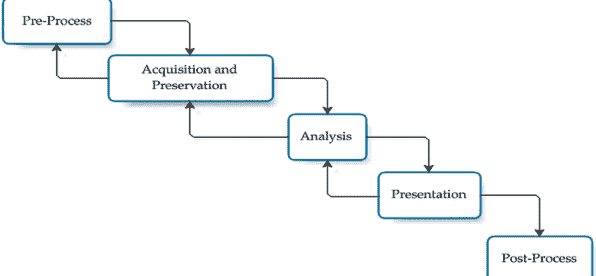 Pre-Process
Acquisition and
Preservation
Analysis
Presentation
Post-Process